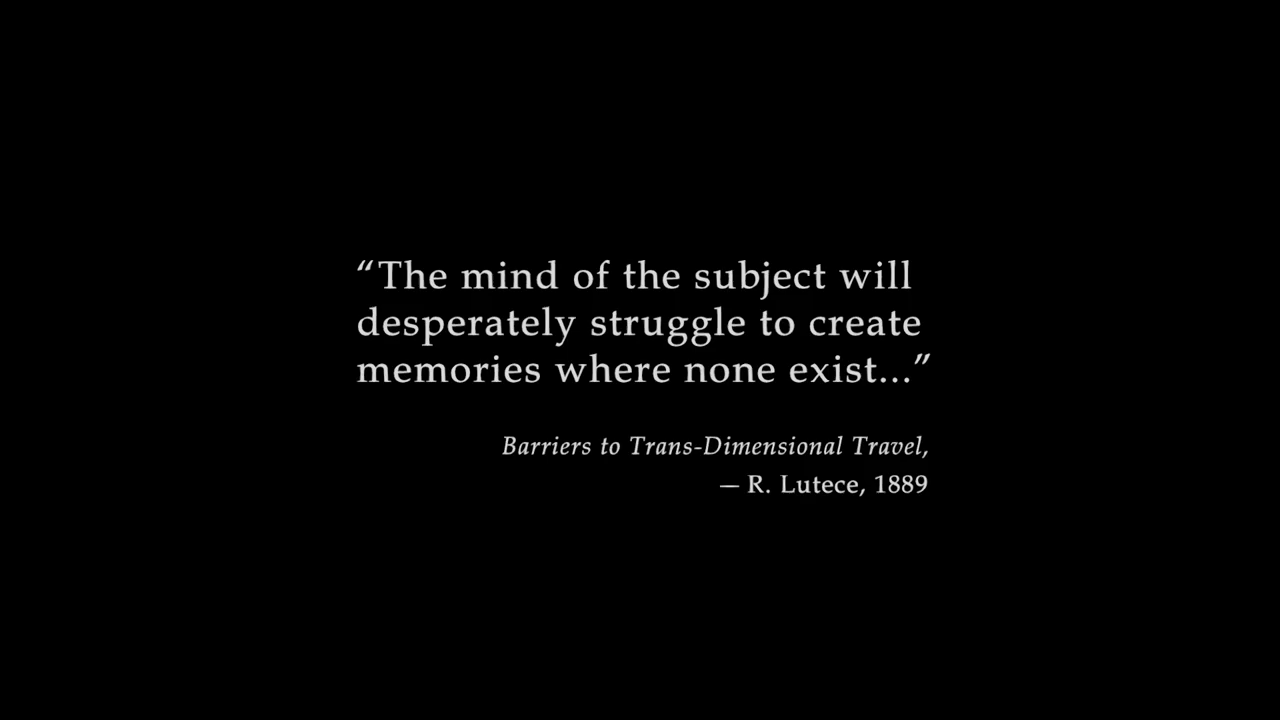 “The mind of the subject will
desperately struggle to create
memories where none exist...”
Barriers to Trans-Dimensional Travel,
— R. Lutece, 1889